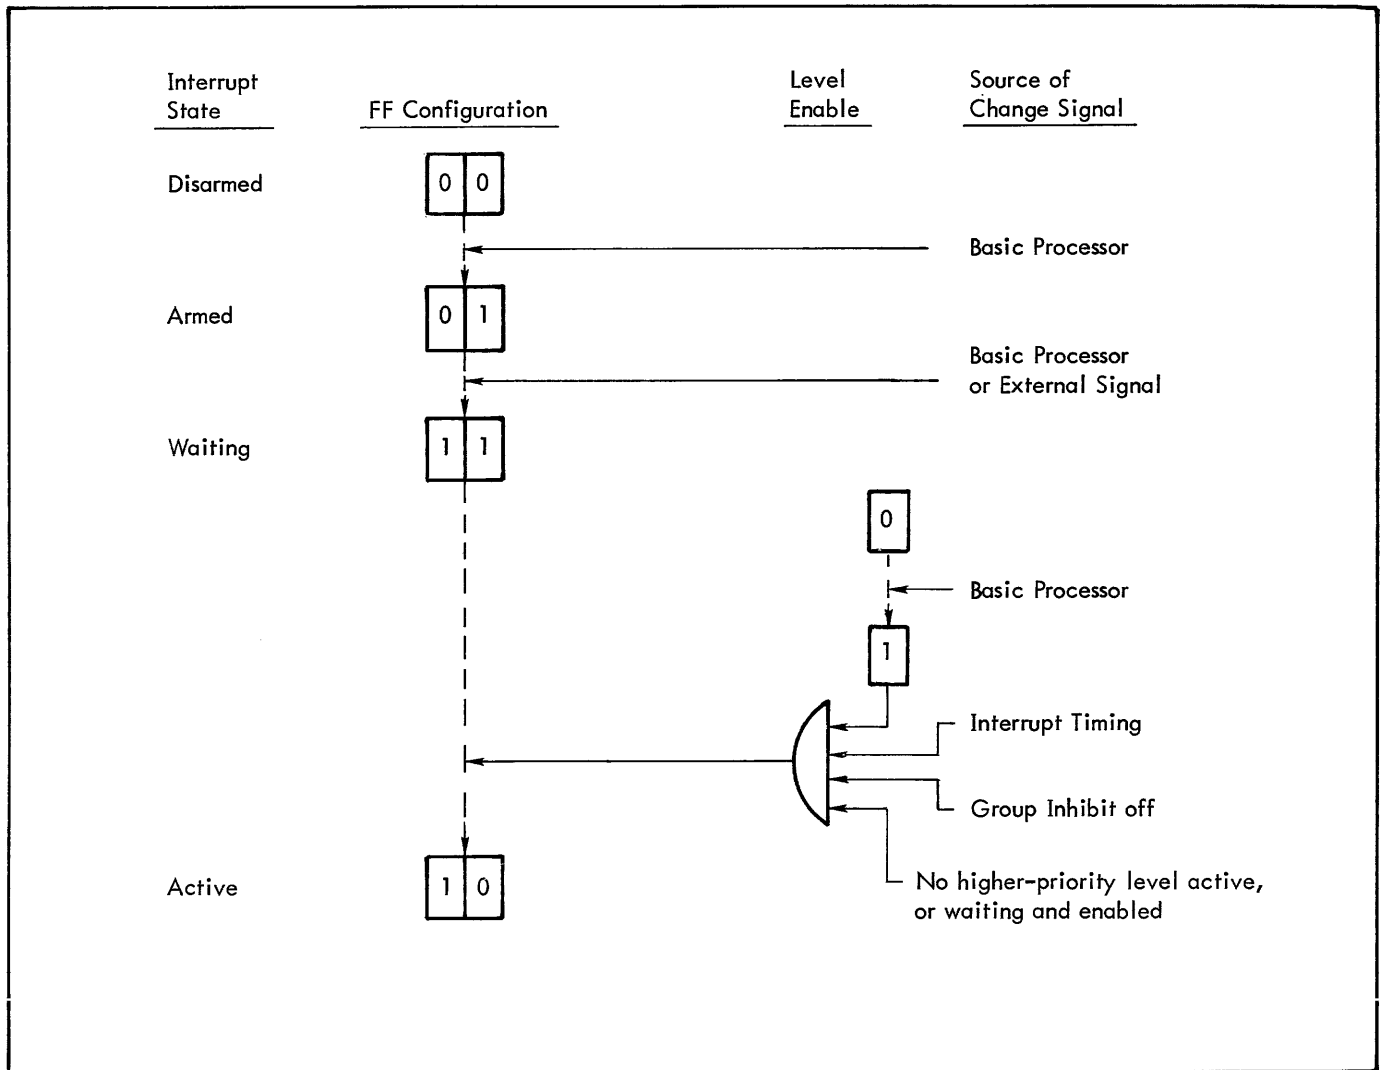 Interrupt
State
FF Configuration
Level
Enable
Source of
Change Signal
Disarmed
0 0
Basic Processor
Armed
0 1
Basic Processor
or External Signal
Waiting
1 1
0
Basic Processor
1
Interrupt Timing
Group Inhibit off
Active
1 0
No higher-priority level active,
or waiting and enabled